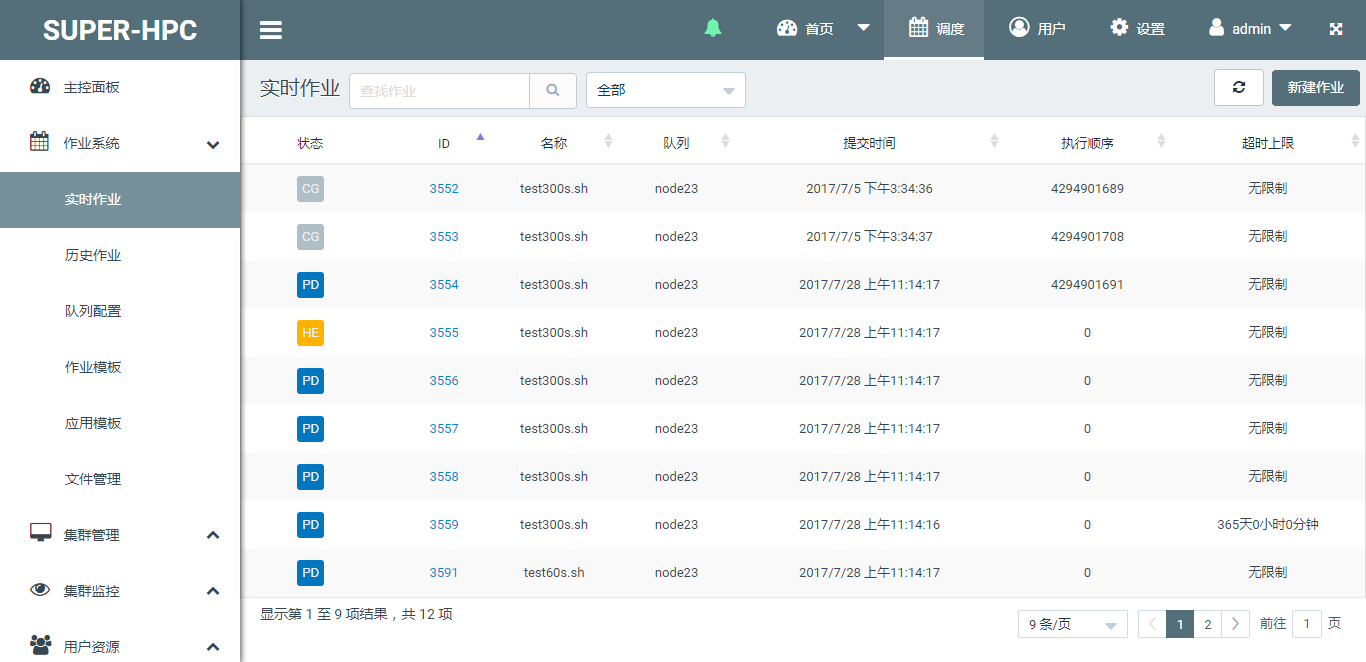 SUPER-HPC 首页 调度 用户 设置 admin
主控面板
作业系统
实时作业
历史作业
队列配置
作业模板
应用模板
文件管理
集群管理
集群监控
用户资源
实时作业 查找作业 全部 新建作业
状态 ID 名称 队列 提交时间 执行顺序 超时上限
CG 3552 test300s.sh node23 2017/7/5 下午3:34:36 4294901689 无限制
CG 3553 test300s.sh node23 2017/7/5 下午3:34:37 4294901708 无限制
PD 3554 test300s.sh node23 2017/7/28 上午11:14:17 4294901691 无限制
HE 3555 test300s.sh node23 2017/7/28 上午11:14:17 0 无限制
PD 3556 test300s.sh node23 2017/7/28 上午11:14:17 0 无限制
PD 3557 test300s.sh node23 2017/7/28 上午11:14:17 0 无限制
PD 3558 test300s.sh node23 2017/7/28 上午11:14:17 0 无限制
PD 3559 test300s.sh node23 2017/7/28 上午11:14:16 0 365天0小时0分钟
PD 3591 test60s.sh node23 2017/7/28 上午11:14:17 0 无限制
显示第 1 至 9 项结果，共 12 项
9 条/页 1 2 前往 1 页